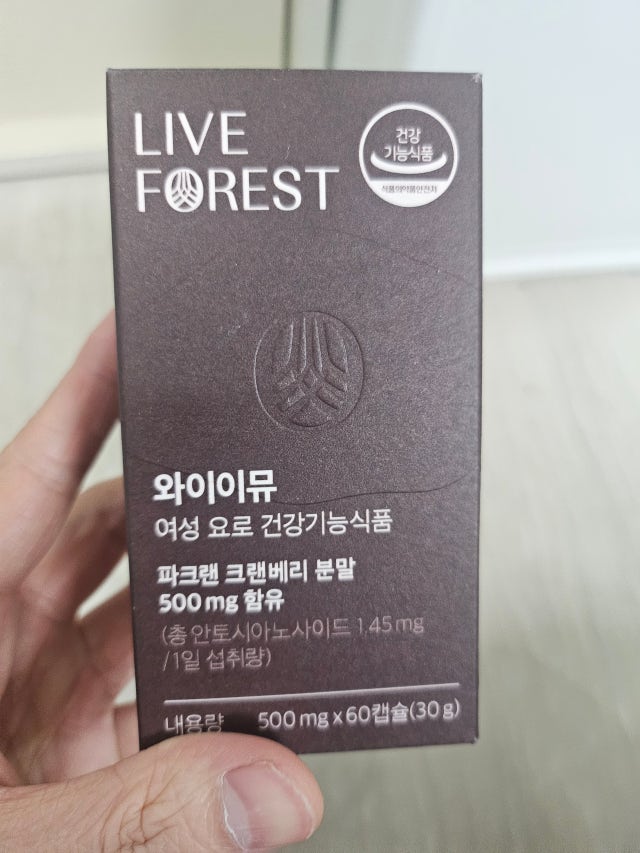 LIVE
FOREST
건강
기능식품
식품의약품안전처
와이이뮤
여성 요로 건강기능식품
파크랜 크랜베리 분말
500 mg 함유
(총 안토시아노사이드 1.45 mg
/1일 섭취량)
내용량 500 mg x 60캡슐(30 g)